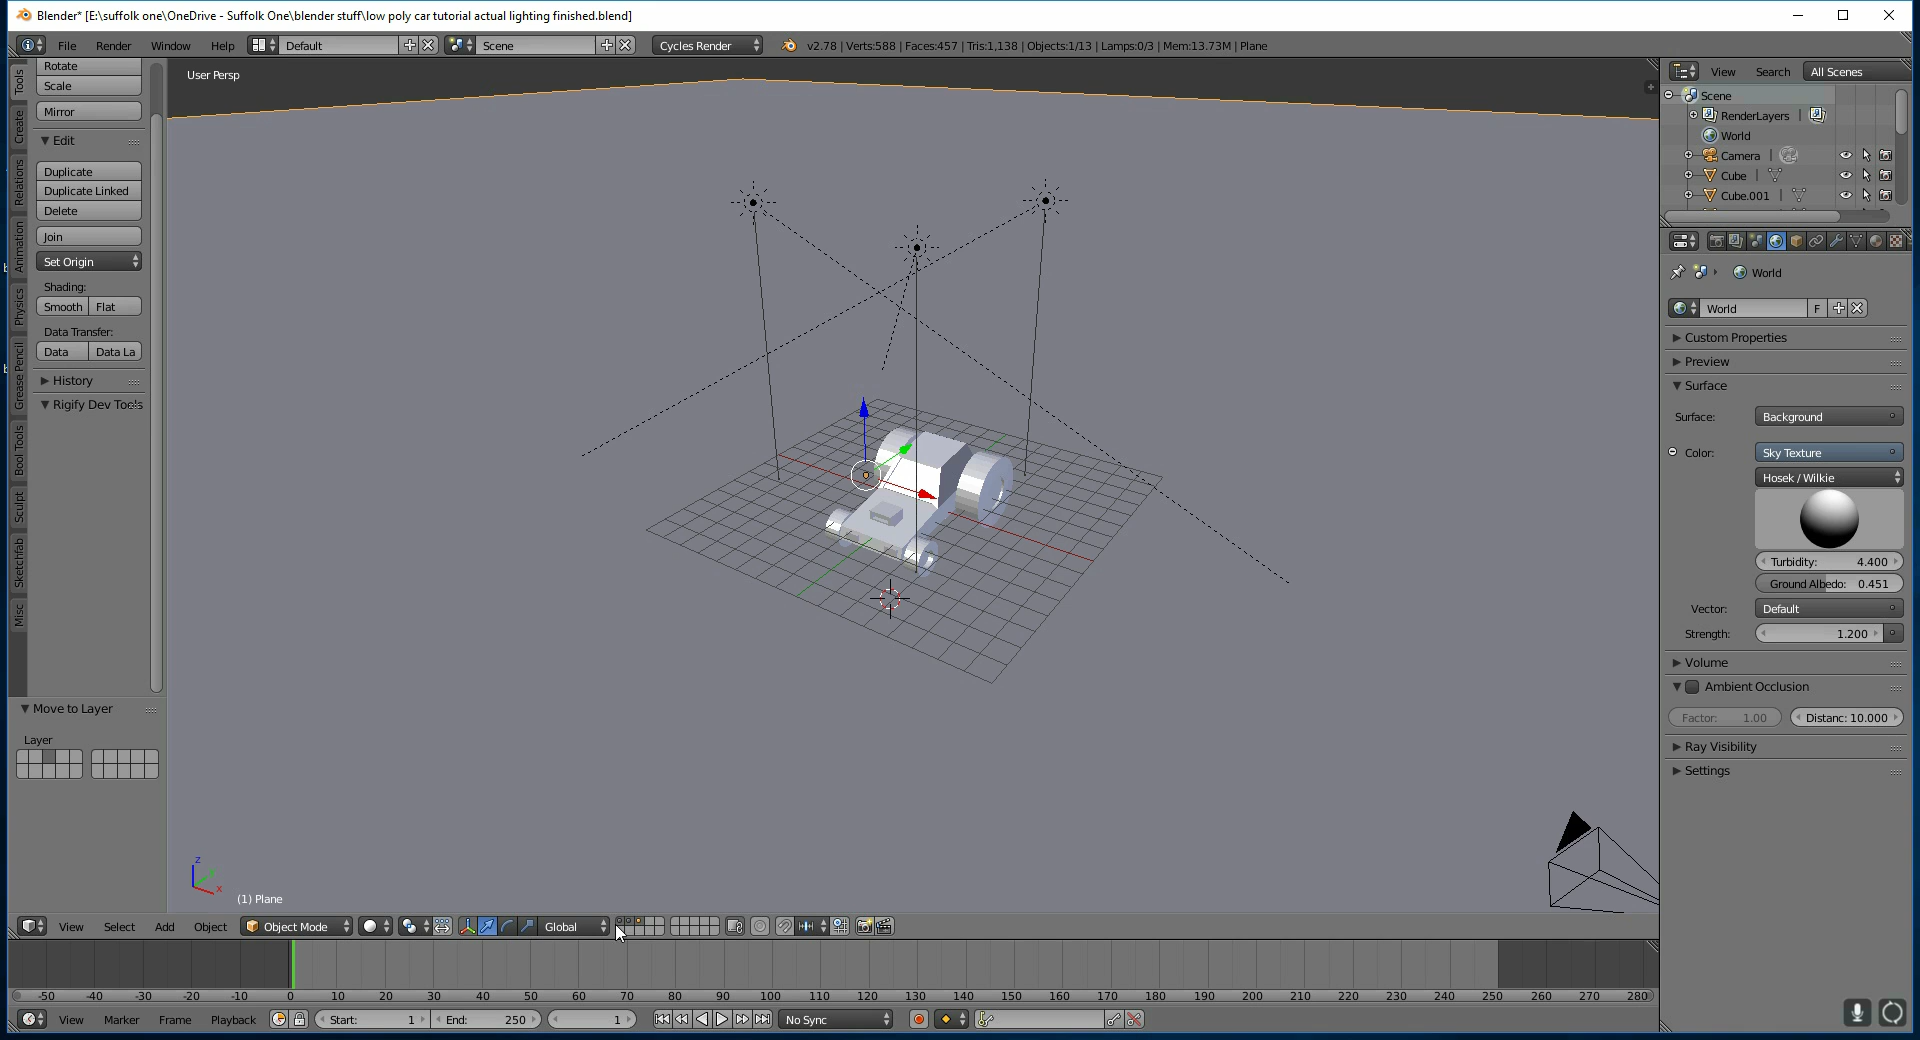 Blender* [E:\suffolk one\OneDrive - Suffolk One\blender stuff\low poly car tutorial actual lighting finished.blend]
File Render Window Help Default Scene Cycles Render v2.78 | Verts:588 | Faces:457 | Tris:1,138 | Objects:1/13 | Lamps:0/3 | Mem:13.73M | Plane
Tools
Create
Relations
Animation
Physics
Grease Pencil
Bool Tools
Sculpt
Sketchfab
Misc
Rotate
Scale
Mirror
Edit
Duplicate
Duplicate Linked
Delete
Join
Set Origin
Shading:
Smooth Flat
Data Transfer:
Data Data La
History
Rigify Dev Tools
Move to Layer
Layer
User Persp
z
x
(1) Plane
View Search All Scenes
Scene
RenderLayers
World
Camera
Cube
Cube.001
World
World F
Custom Properties
Preview
Surface
Surface: Background
Color: Sky Texture
Hosek / Wilkie
Turbidity: 4.400
Ground Albedo: 0.451
Vector: Default
Strength: 1.200
Volume
Ambient Occlusion
Factor: 1.00 Distanc: 10.000
Ray Visibility
Settings
View Select Add Object Object Mode Global
-50 -40 -30 -20 -10 0 10 20 30 40 50 60 70 80 90 100 110 120 130 140 150 160 170 180 190 200 210 220 230 240 250 260 270 280
View Marker Frame Playback Start: 1 End: 250 1 No Sync